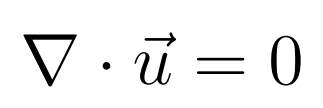 ∇ · u⃗ = 0